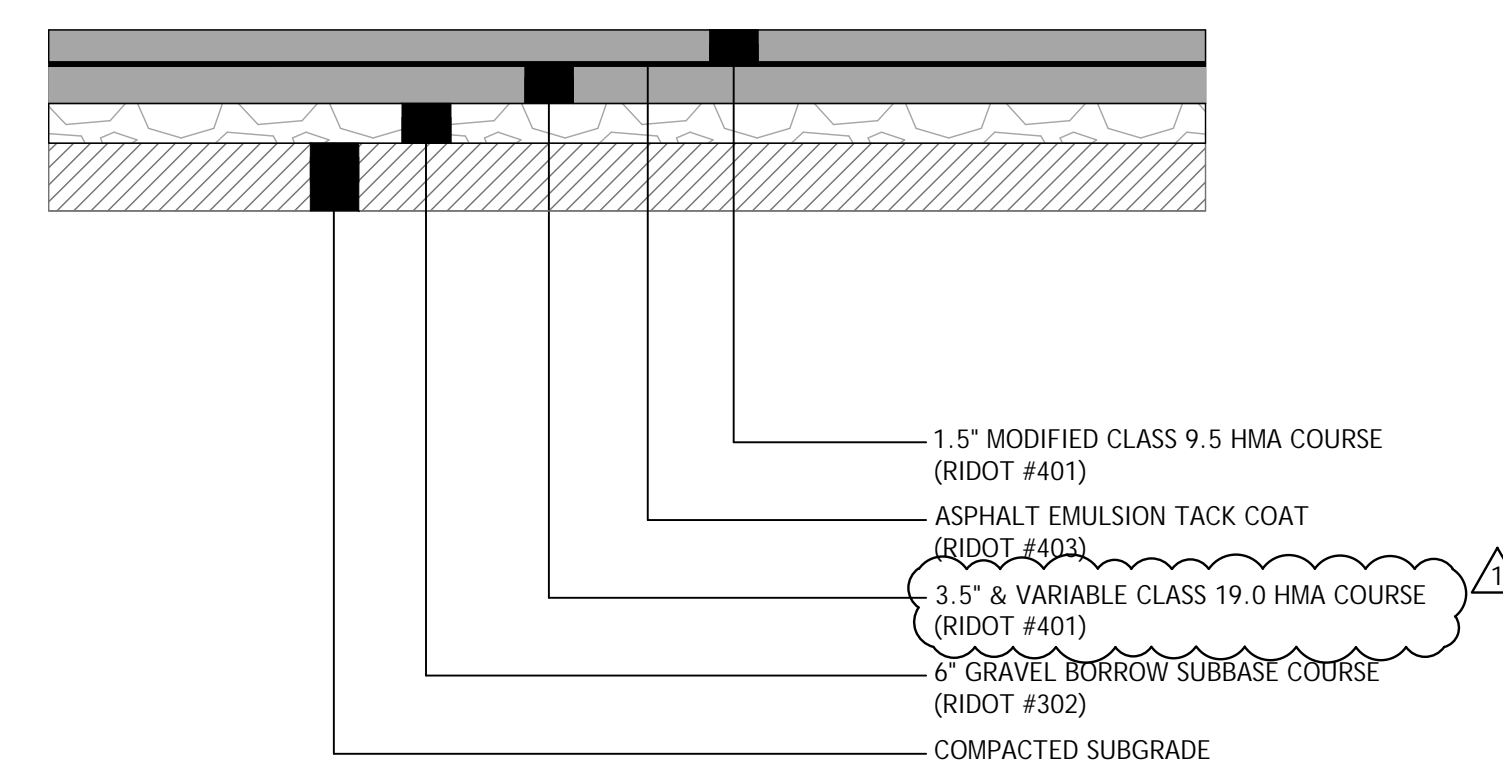 1.5" MODIFIED CLASS 9.5 HMA COURSE
(RIDOT #401)
ASPHALT EMULSION TACK COAT
(RIDOT #403)
3.5" & VARIABLE CLASS 19.0 HMA COURSE
(RIDOT #401)
1
6" GRAVEL BORROW SUBBASE COURSE
(RIDOT #302)
COMPACTED SUBGRADE